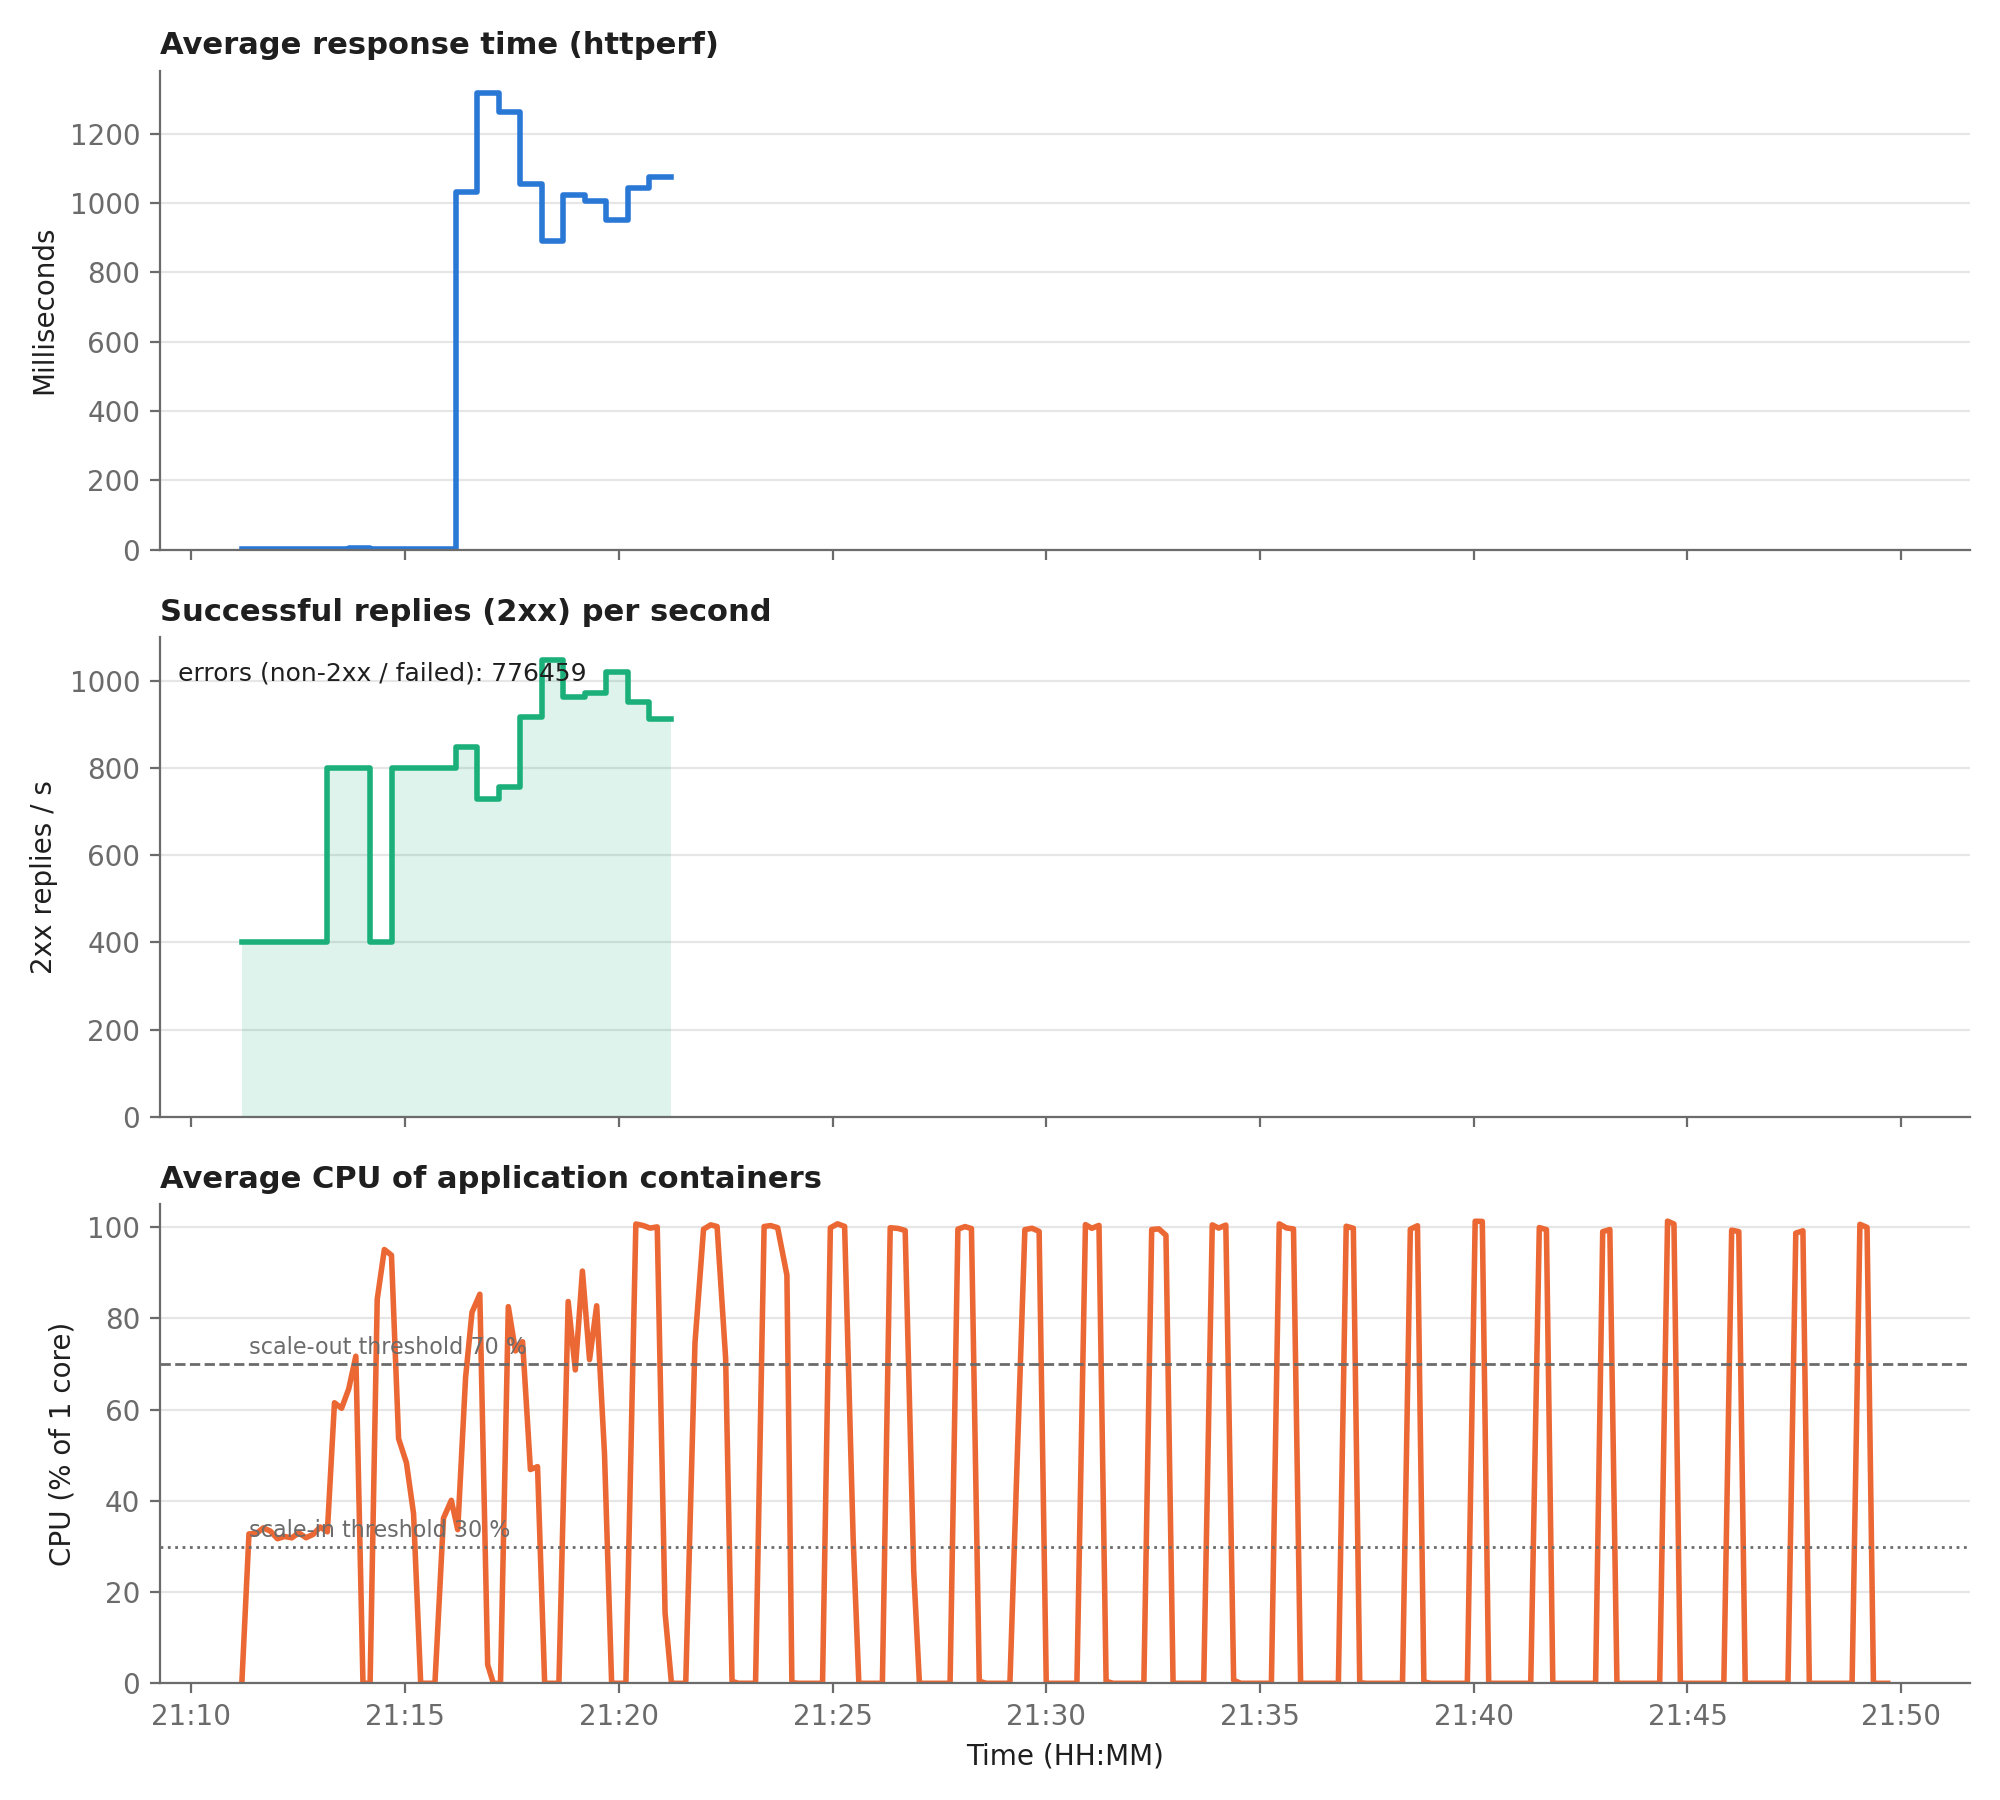 Average response time (httperf)
Milliseconds
1200
1000
800
600
400
200
0
Successful replies (2xx) per second
errors (non-2xx / failed): 776459
2xx replies / s
1000
800
600
400
200
0
Average CPU of application containers
CPU (% of 1 core)
100
80
60
40
20
0
scale-out threshold 70 %
scale-in threshold 30 %
21:10 21:15 21:20 21:25 21:30 21:35 21:40 21:45 21:50
Time (HH:MM)